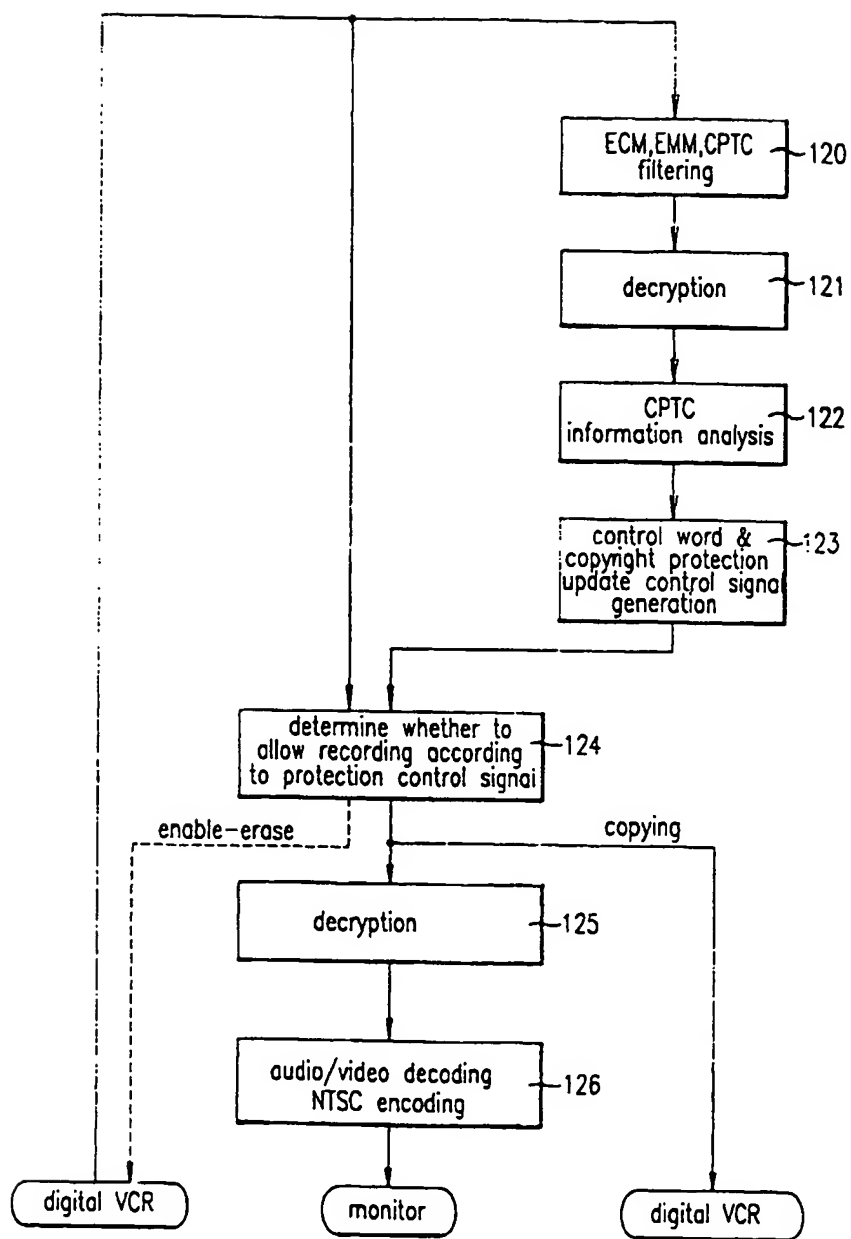 ECM,EMM,CPTC
filtering
120
decryption
121
CPTC
information analysis
122
control word &
copyright protection
update control signal
generation
123
determine whether to
allow recording according
to protection control signal
124
enable-erase
copying
decryption
125
audio/video decoding
NTSC encoding
126
digital VCR
monitor
digital VCR